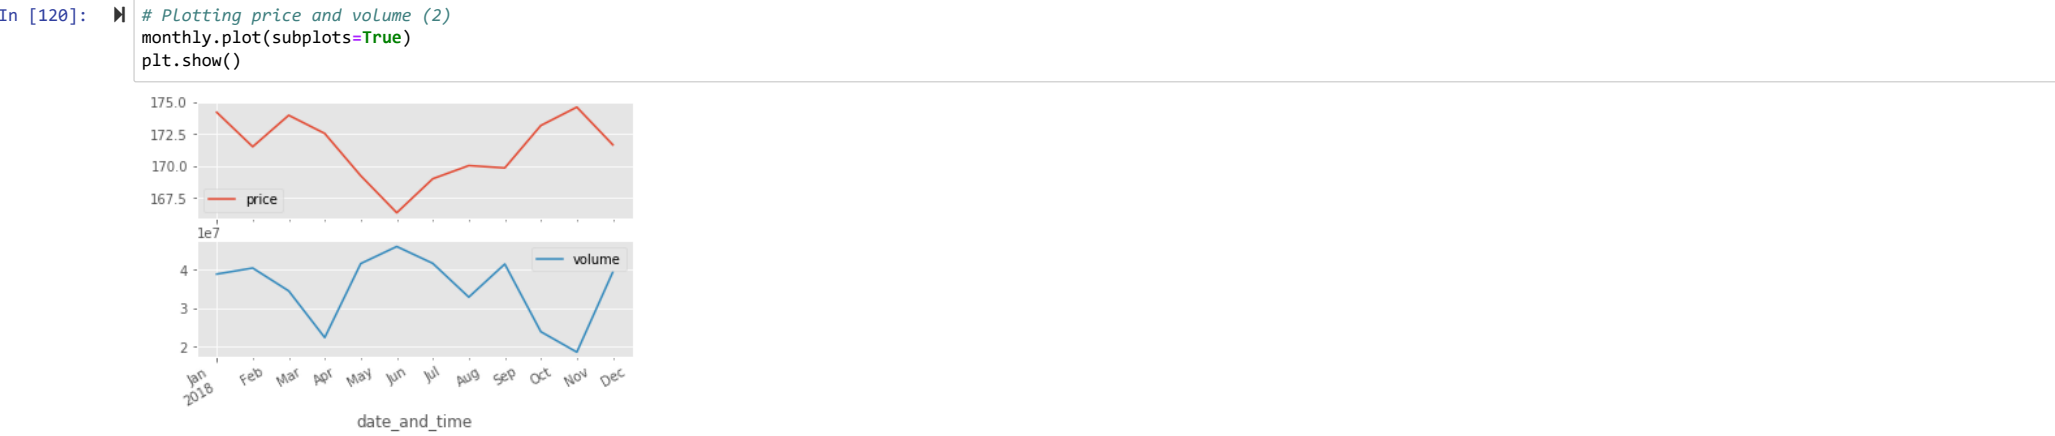 In [120]:
# Plotting price and volume (2)
monthly.plot(subplots=True)
plt.show()
175.0
172.5
170.0
167.5
price
1e7
4
3
2
volume
Jan
2018
Feb
Mar
Apr
May
Jun
Jul
Aug
Sep
Oct
Nov
Dec
date_and_time